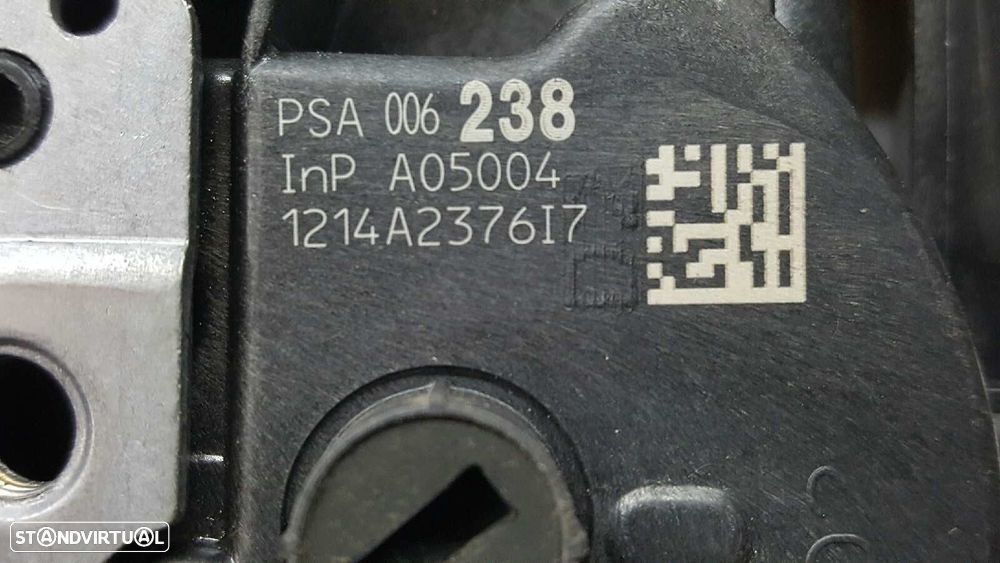 PSA 006 238
InP A05004
1214A2376I7
STANDVIRTUAL